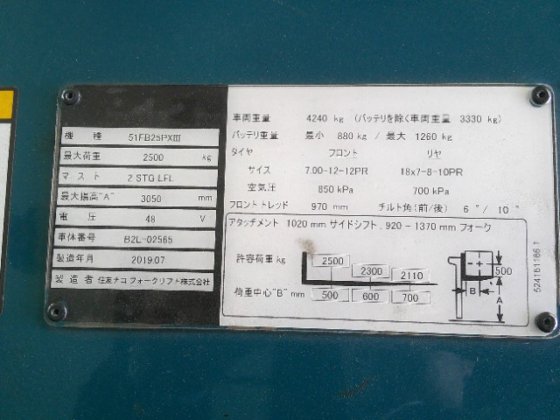 機種 51FB25PXⅢ
最大荷重 2500 kg
マスト 2 STG LFL
最大揚高"A" 3050 mm
電圧 48 V
車体番号 B2L-02565
製造年月 2019.07
製造者 住友ナコ フォークリフト株式会社
車両重量 4240 kg (バッテリを除く車両重量 3330 kg)
バッテリ重量 最小 880 kg / 最大 1260 kg
タイヤ フロント リヤ
サイズ 7.00-12-12PR 18x7-8-10PR
空気圧 850 kPa 700 kPa
フロントトレッド 970 mm チルト角(前/後) 6°/ 10°
アタッチメント 1020 mm サイドシフト, 920 - 1370 mm フォーク
許容荷重 kg 2500 2300 2110
荷重中心"B" mm 500 600 700
500
B
A